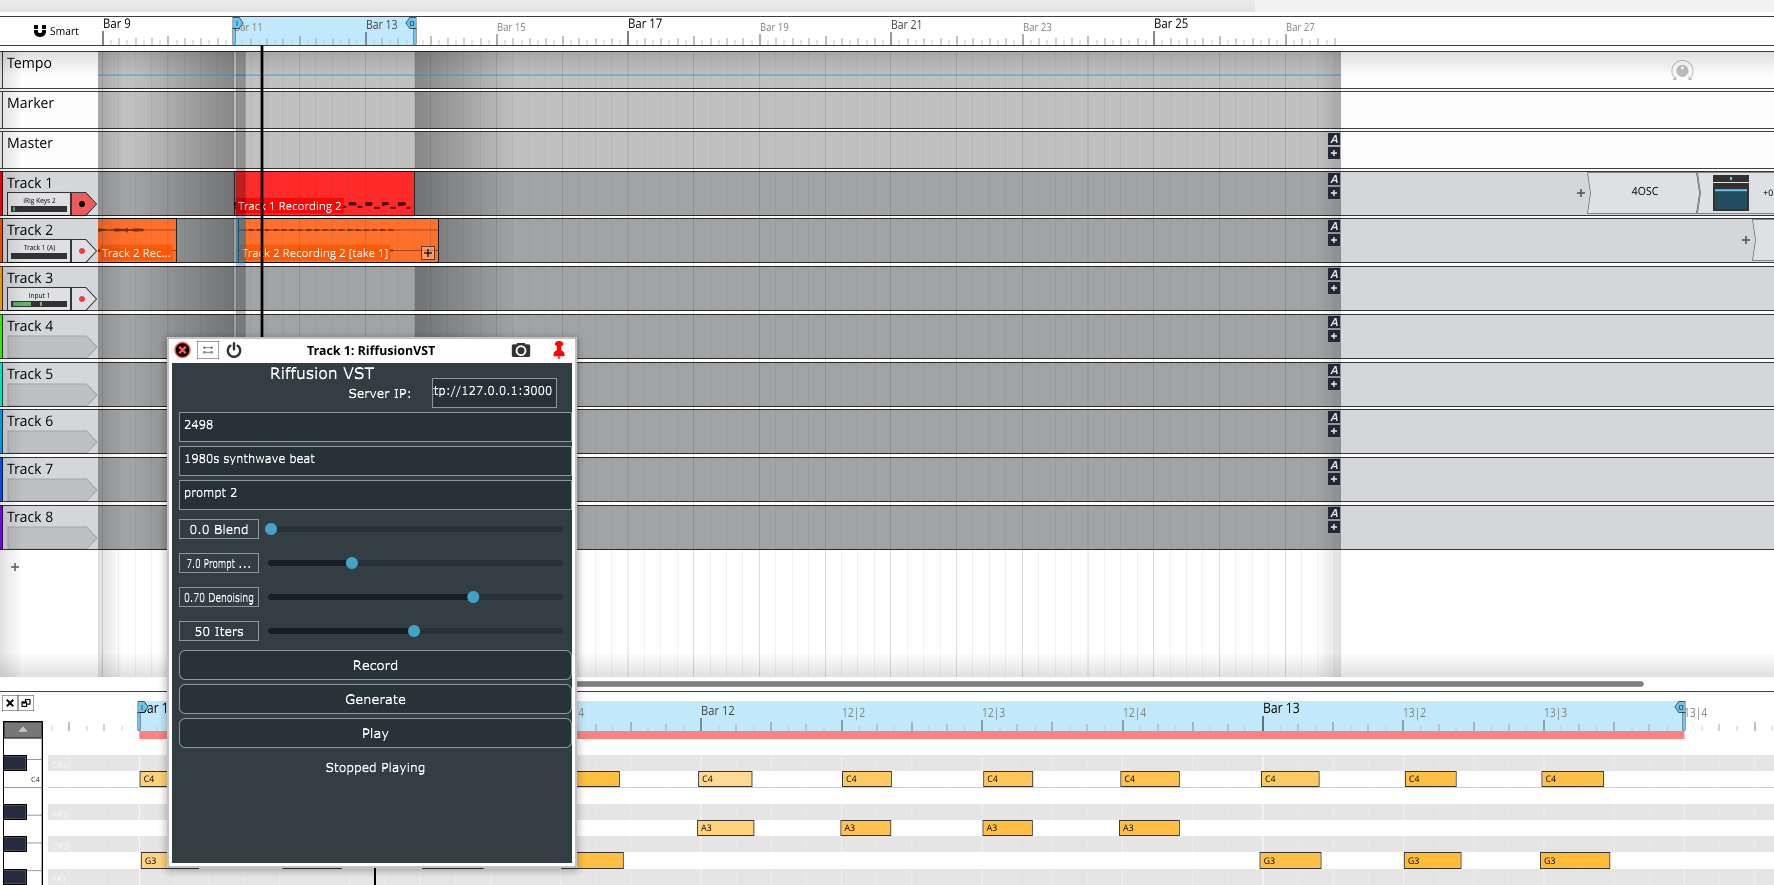 Smart
Bar 9
Bar 11
Bar 13
Bar 15
Bar 17
Bar 19
Bar 21
Bar 23
Bar 25
Bar 27
Tempo
Marker
Master
A
+
Track 1
iRig Keys 2
Track 1 Recording 2
A
+
+
4OSC
+0
Track 2
Track 1 (A)
Track 2 Rec...
Track 2 Recording 2 [take 1]
+
A
+
+
Track 3
Input 1
A
+
Track 4
A
+
Track 5
A
+
Track 6
A
+
Track 7
A
+
Track 8
A
+
+
Track 1: RiffusionVST
Riffusion VST
Server IP:
tp://127.0.0.1:3000
2498
1980s synthwave beat
prompt 2
0.0 Blend
7.0 Prompt ...
0.70 Denoising
50 Iters
Record
Generate
Play
Stopped Playing
Bar 1
4
Bar 12
12|2
12|3
12|4
Bar 13
13|2
13|3
13|4
C4
C4
C4
C4
C4
C4
C4
C4
C4
A3
A3
A3
A3
G3
G3
G3
G3